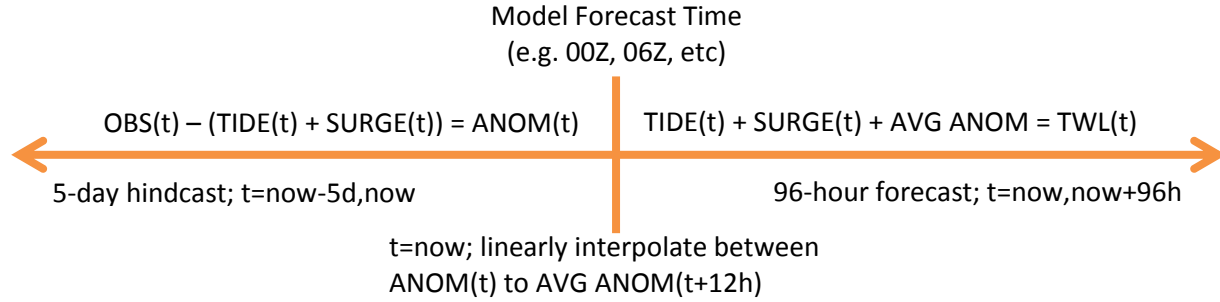 Model Forecast Time
(e.g. 00Z, 06Z, etc)
OBS(t) – (TIDE(t) + SURGE(t)) = ANOM(t)
TIDE(t) + SURGE(t) + AVG ANOM = TWL(t)
5-day hindcast; t=now-5d,now
96-hour forecast; t=now,now+96h
t=now; linearly interpolate between
ANOM(t) to AVG ANOM(t+12h)